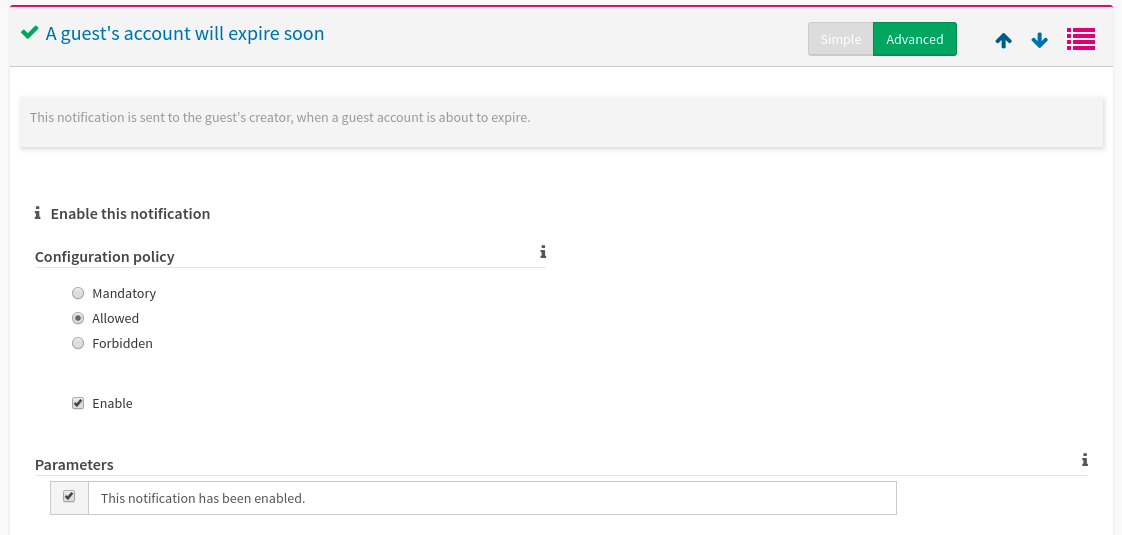 A guest's account will expire soon
Simple Advanced
This notification is sent to the guest's creator, when a guest account is about to expire.
Enable this notification
Configuration policy
Mandatory
Allowed
Forbidden
Enable
Parameters
This notification has been enabled.